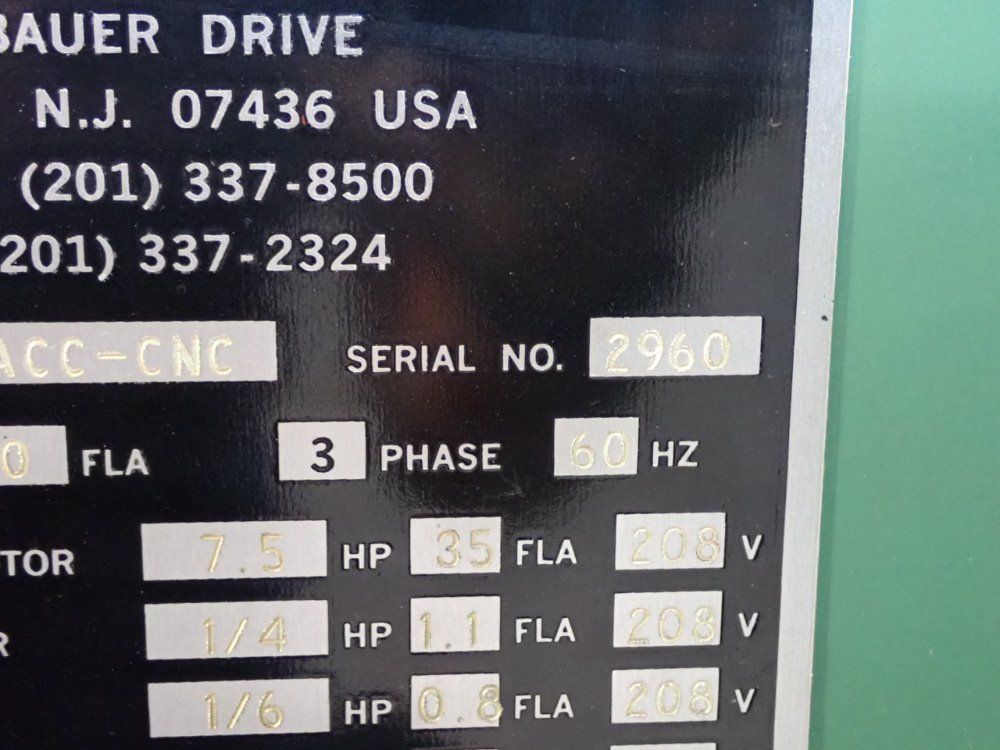 BAUER DRIVE
N.J. 07436 USA
(201) 337-8500
(201) 337-2324
ACC-CNC SERIAL NO. 2960
0 FLA 3 PHASE 60 HZ
TOR 7.5 HP 35 FLA 208 V
R 1/4 HP 1.1 FLA 208 V
1/6 HP 0.8 FLA 208 V